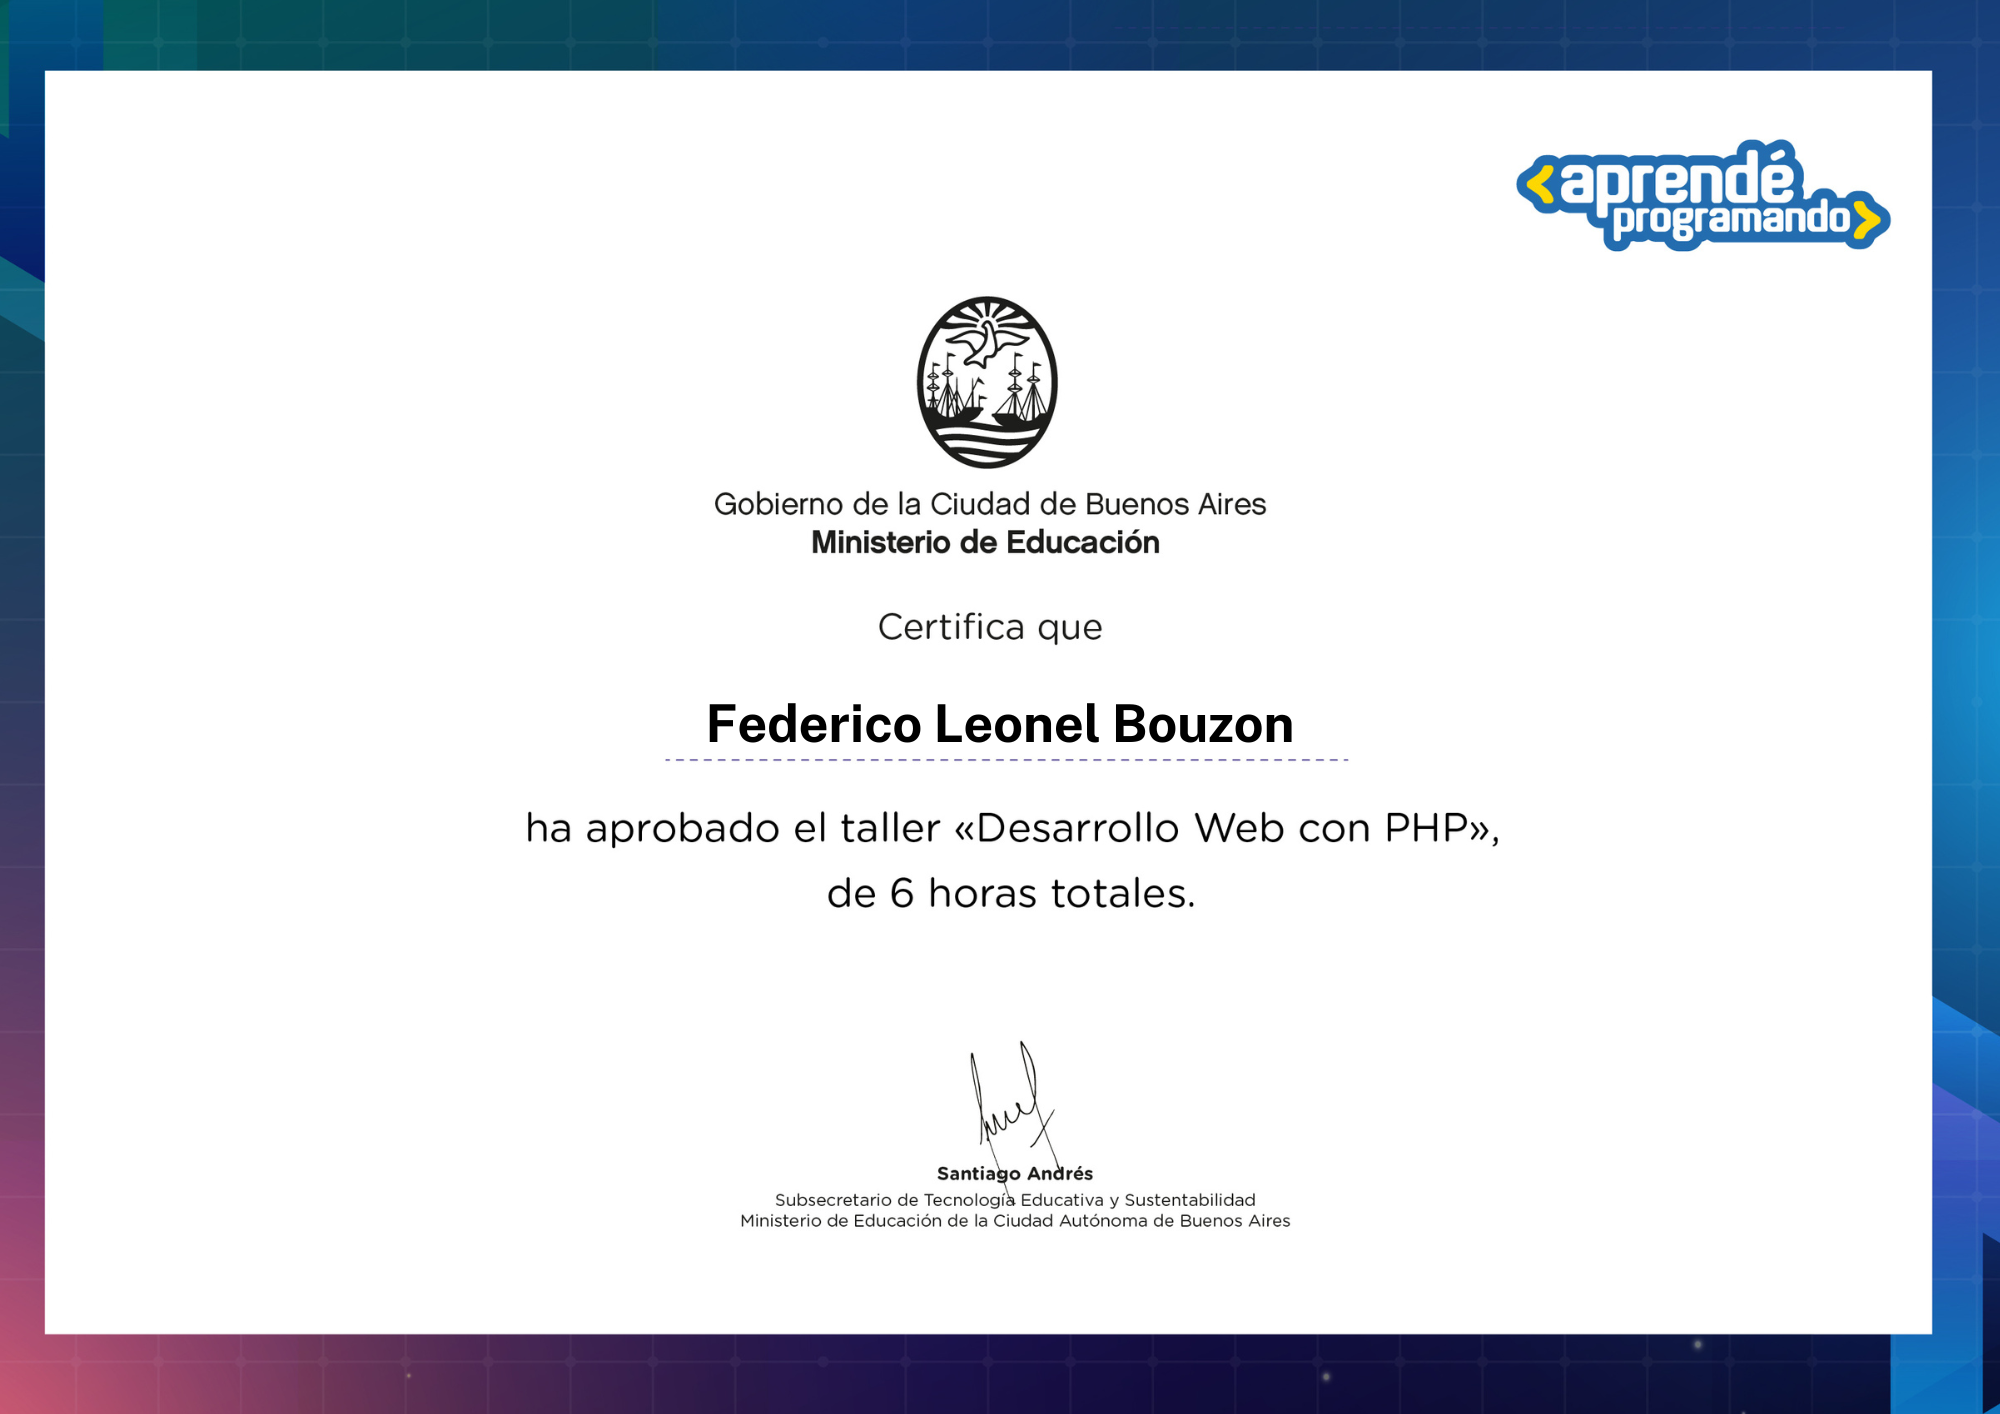 <aprendé
programando>
Gobierno de la Ciudad de Buenos Aires
Ministerio de Educación
Certifica que
Federico Leonel Bouzon
ha aprobado el taller «Desarrollo Web con PHP»,
de 6 horas totales.
Santiago Andrés
Subsecretario de Tecnología Educativa y Sustentabilidad
Ministerio de Educación de la Ciudad Autónoma de Buenos Aires